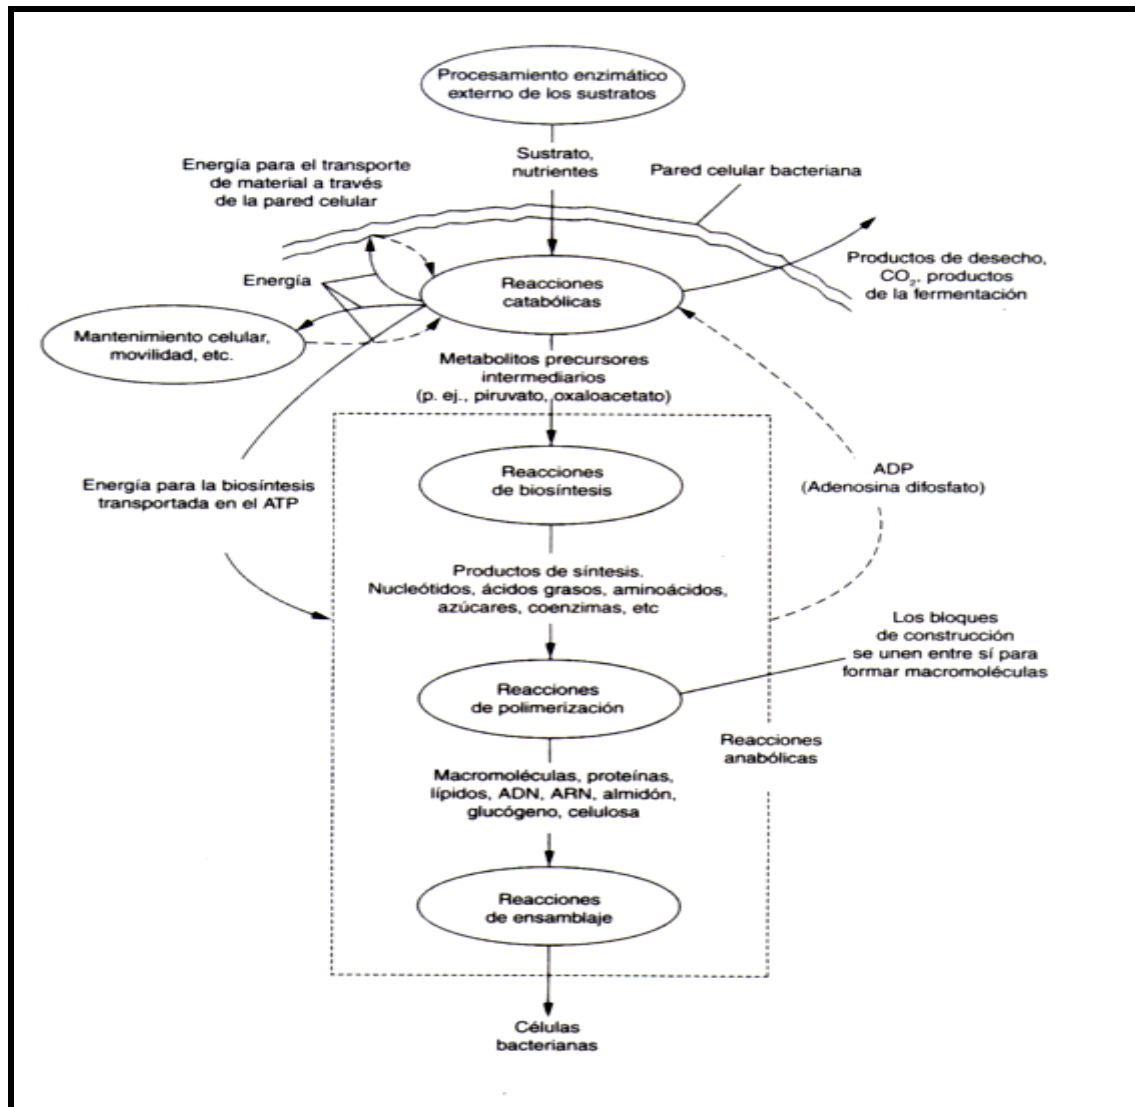 Procesamiento enzimático
externo de los sustratos
Sustrato,
nutrientes
Energía para el transporte
de material a través
de la pared celular
Pared celular bacteriana
Energía
Reacciones
catabólicas
Productos de desecho,
CO₂, productos
de la fermentación
Mantenimiento celular,
movilidad, etc.
Metabolitos precursores
intermediarios
(p. ej., piruvato, oxaloacetato)
Reacciones
de biosíntesis
Energía para la biosíntesis
transportada en el ATP
ADP
(Adenosina difosfato)
Productos de síntesis.
Nucleótidos, ácidos grasos, aminoácidos,
azúcares, coenzimas, etc
Los bloques
de construcción
se unen entre sí para
formar macromoléculas
Reacciones
de polimerización
Reacciones
anabólicas
Macromoléculas, proteínas,
lípidos, ADN, ARN, almidón,
glucógeno, celulosa
Reacciones
de ensamblaje
Células
bacterianas